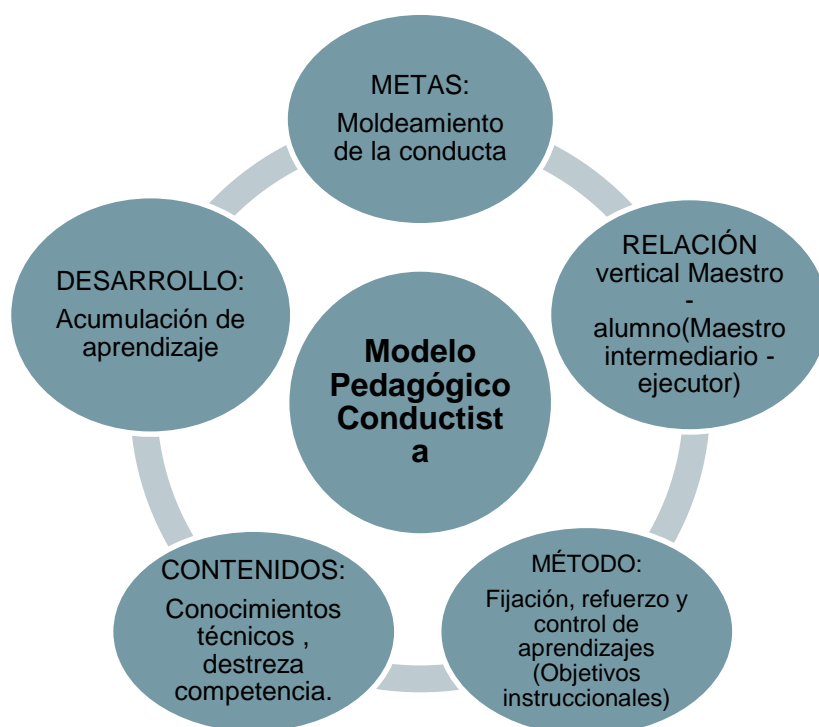 METAS:
Moldeamiento
de la conducta
RELACIÓN
vertical Maestro
-
alumno(Maestro
intermediario -
ejecutor)
MÉTODO:
Fijación, refuerzo y
control de
aprendizajes
(Objetivos
instruccionales)
CONTENIDOS:
Conocimientos
técnicos ,
destreza
competencia.
DESARROLLO:
Acumulación de
aprendizaje
Modelo
Pedagógico
Conductist
a